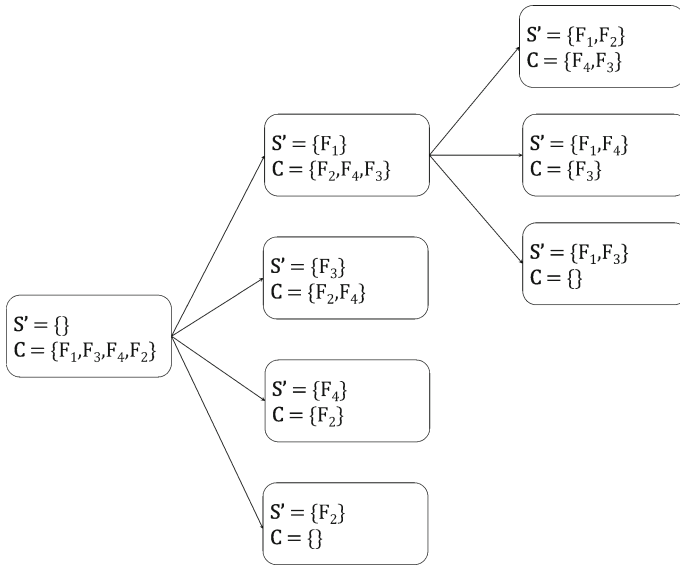 S' = {}
C = {F₁,F₃,F₄,F₂}
S' = {F₁}
C = {F₂,F₄,F₃}
S' = {F₃}
C = {F₂,F₄}
S' = {F₄}
C = {F₂}
S' = {F₂}
C = {}
S' = {F₁,F₂}
C = {F₄,F₃}
S' = {F₁,F₄}
C = {F₃}
S' = {F₁,F₃}
C = {}